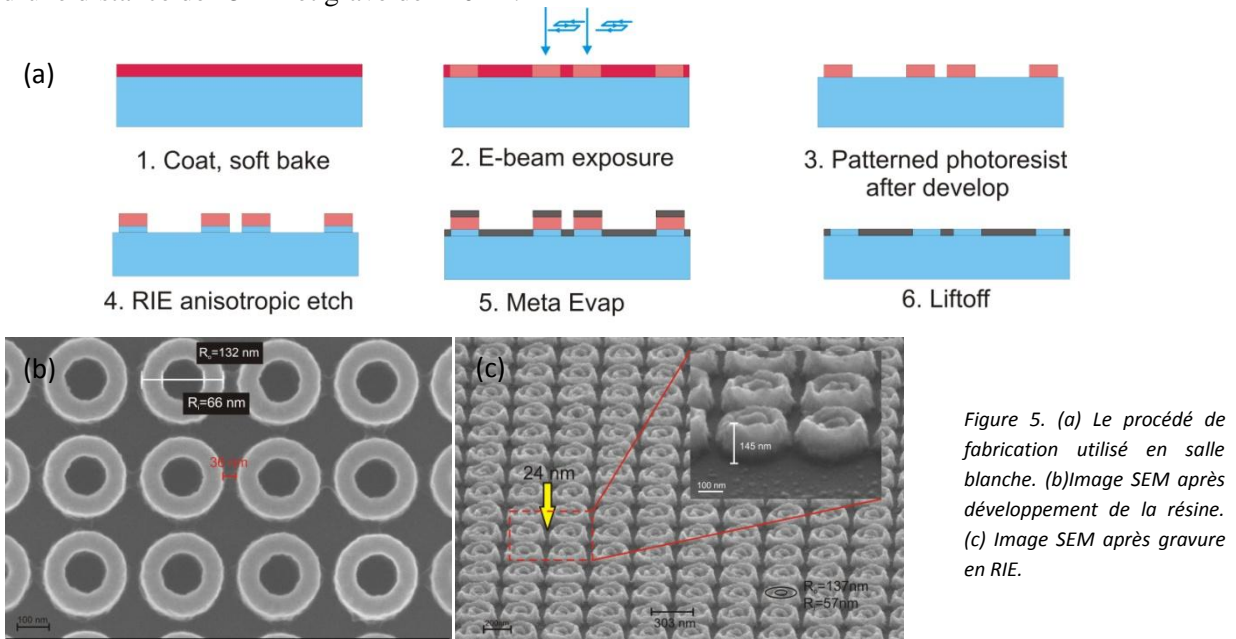 (a)
1. Coat, soft bake
2. E-beam exposure
3. Patterned photoresist
after develop
4. RIE anisotropic etch
5. Meta Evap
6. Liftoff
(b)
Rₒ=132 nm
Rᵢ=66 nm
36 nm
100 nm
(c)
24 nm
145 nm
100 nm
R =137nm
R=57nm
303 nm
200nm
Figure 5. (a) Le procédé de
fabrication utilisé en salle
blanche. (b)Image SEM après
développement de la résine.
(c) Image SEM après gravure
en RIE.